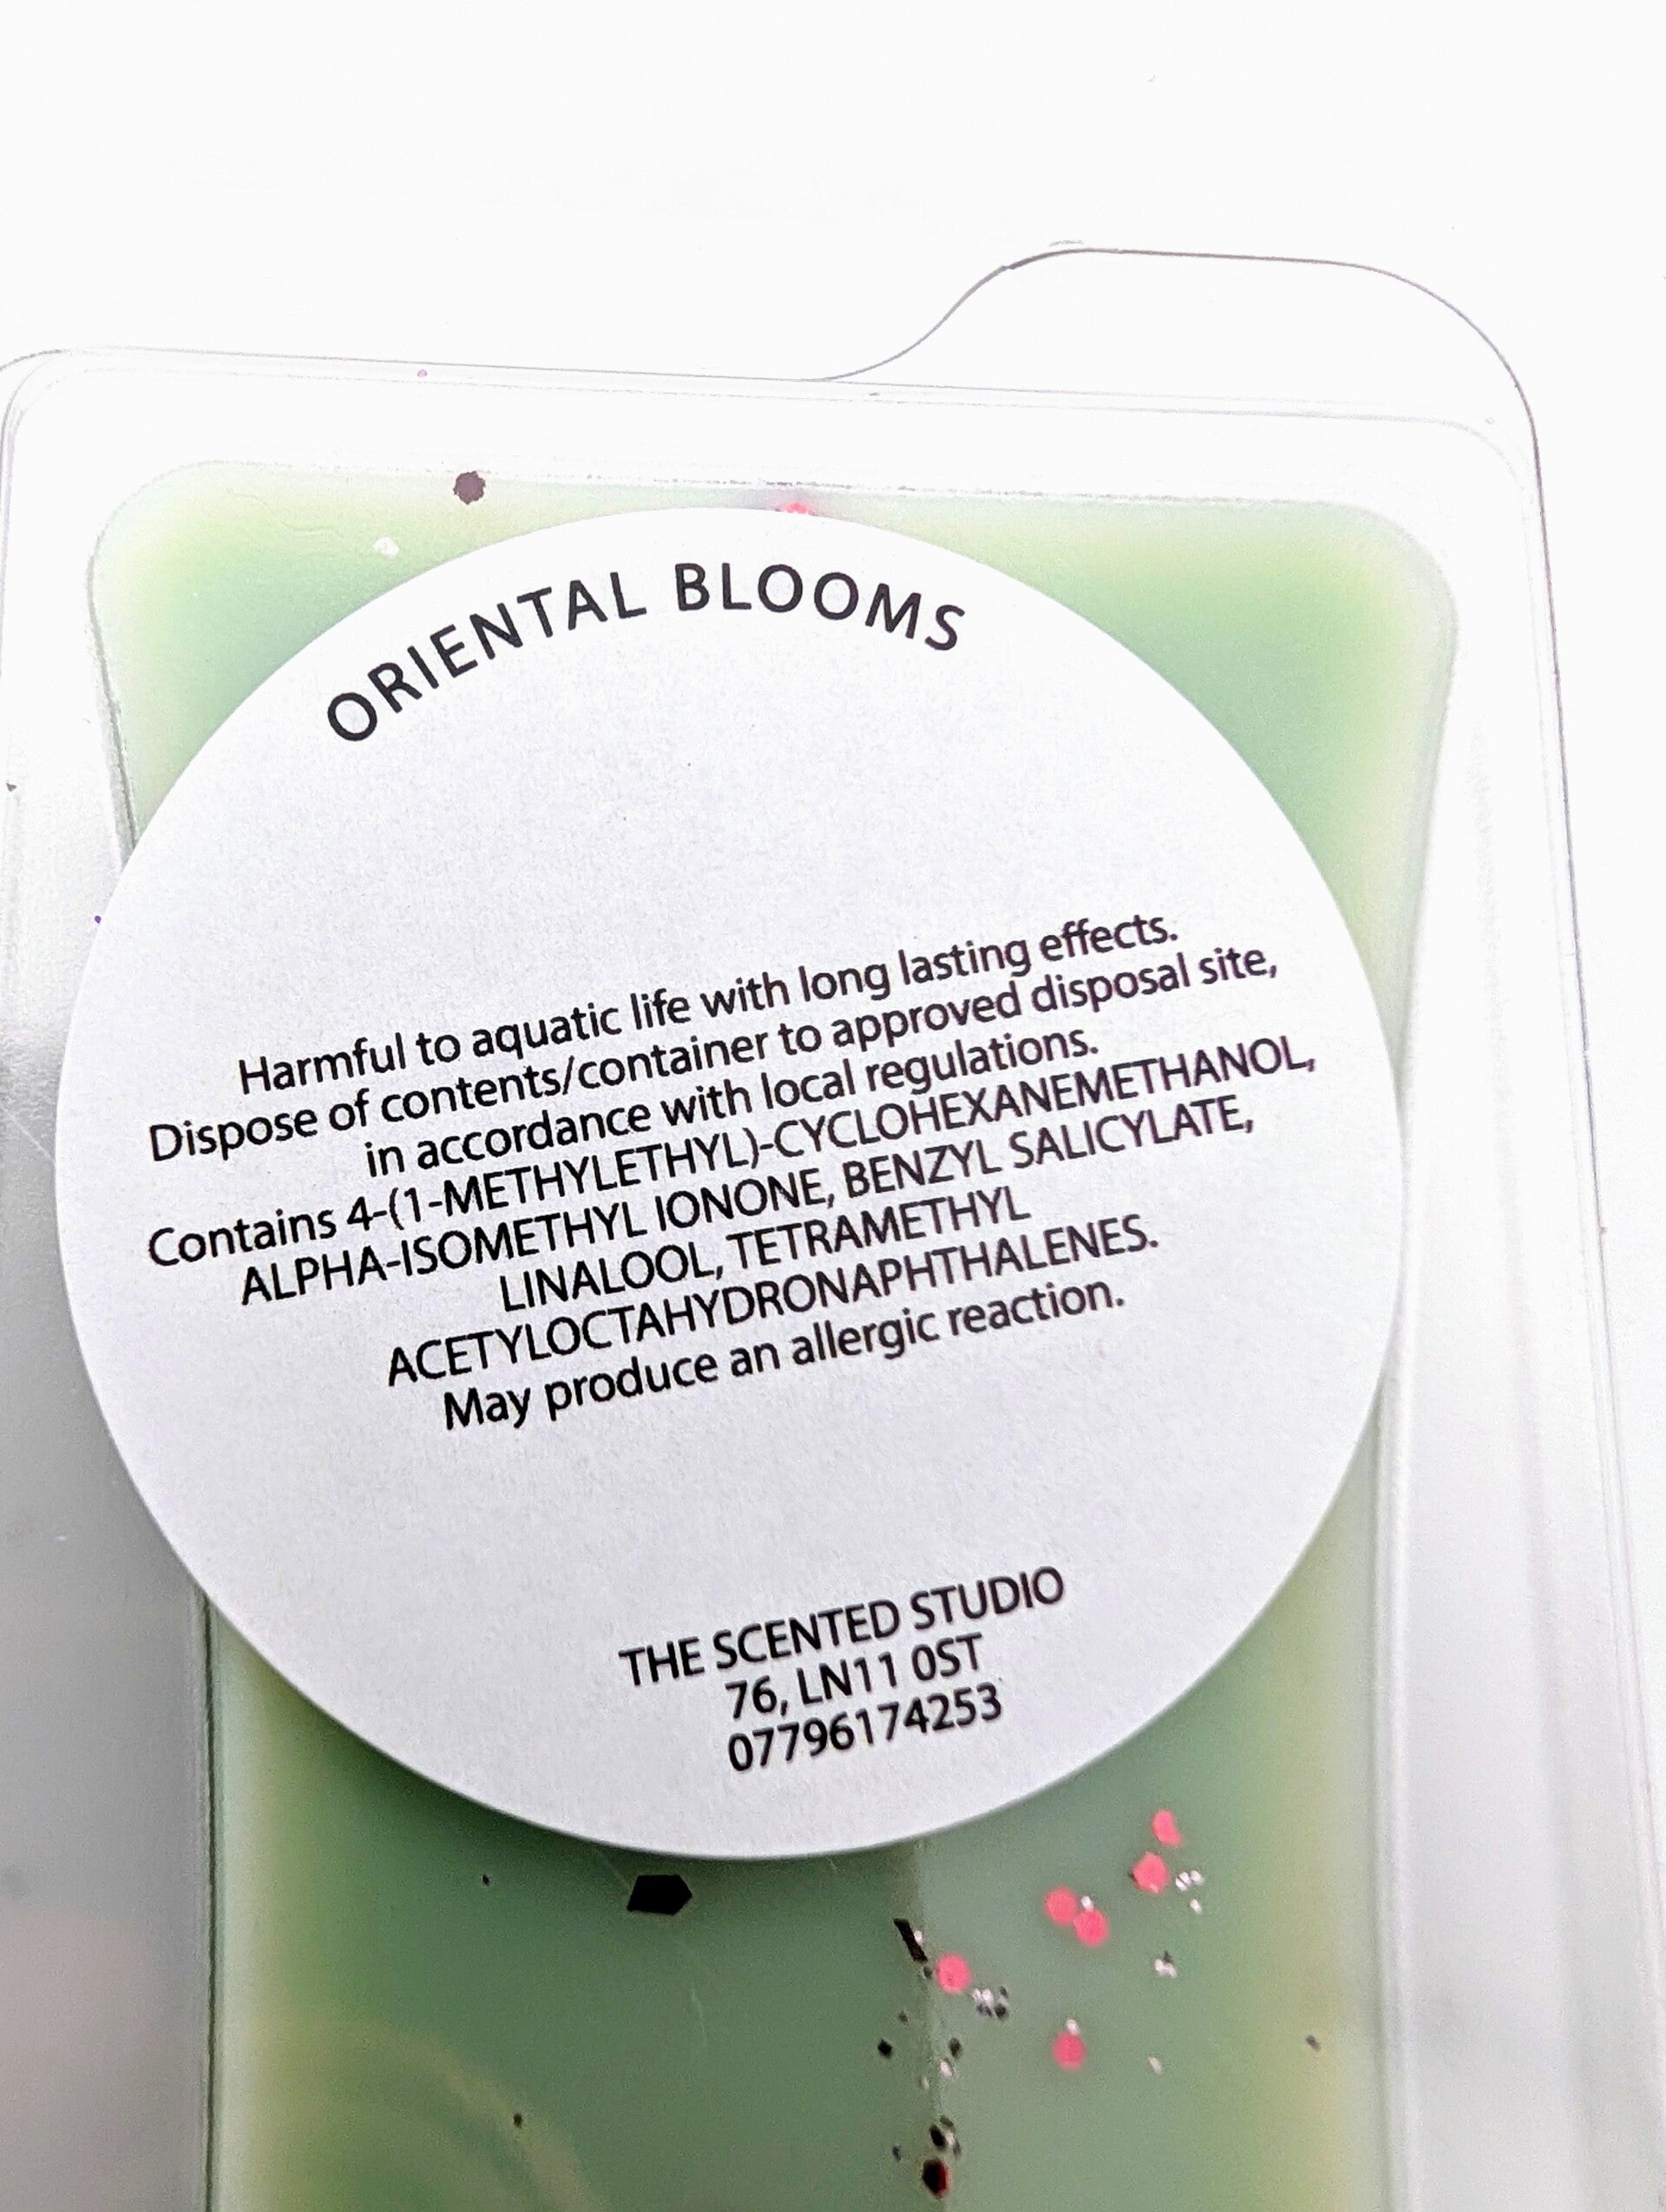 ORIENTAL BLOOMS
Harmful to aquatic life with long lasting effects.
Dispose of contents/container to approved disposal site,
in accordance with local regulations.
Contains 4-(1-METHYLETHYL)-CYCLOHEXANEMETHANOL,
ALPHA-ISOMETHYL IONONE, BENZYL SALICYLATE,
LINALOOL, TETRAMETHYL
ACETYLOCTAHYDRONAPHTHALENES.
May produce an allergic reaction.
THE SCENTED STUDIO
76, LN11 0ST
07796174253